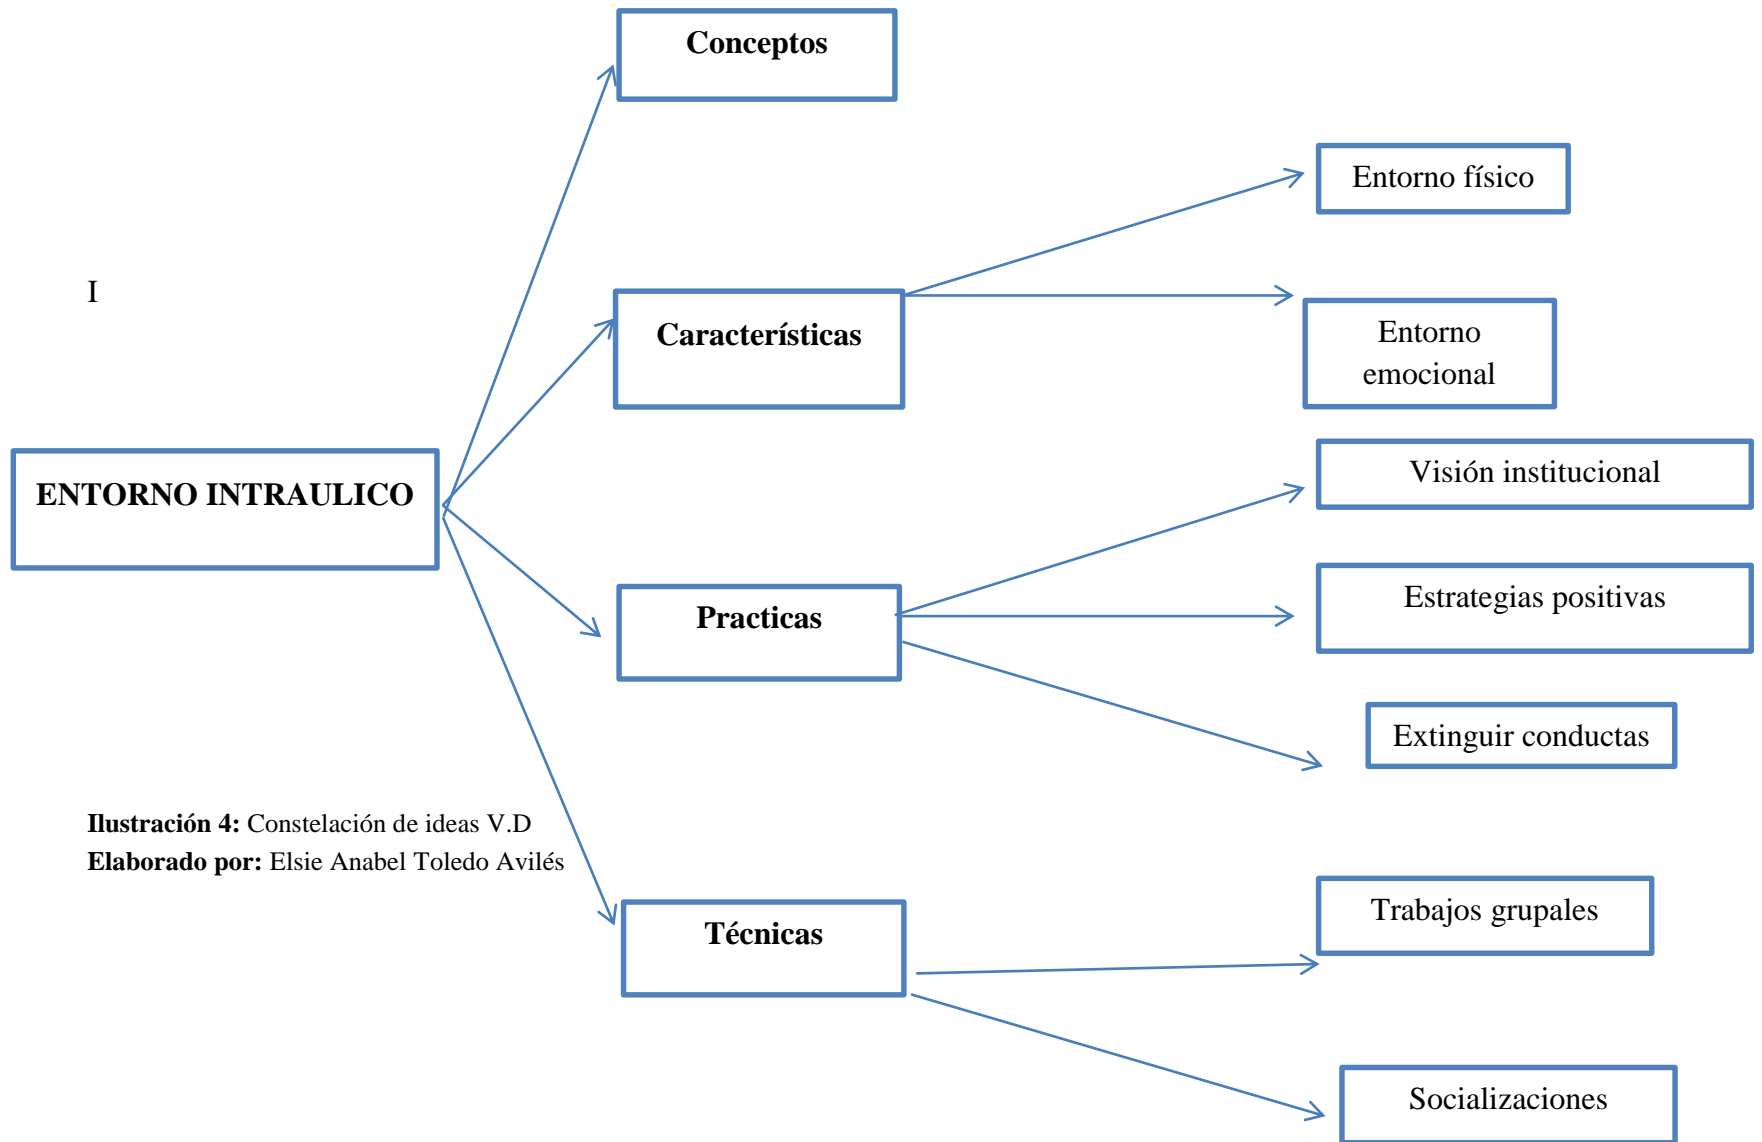 Conceptos
Entorno físico
I
Características
Entorno
emocional
ENTORNO INTRAULICO
Visión institucional
Practicas
Estrategias positivas
Extinguir conductas
Ilustración 4: Constelación de ideas V.D
Elaborado por: Elsie Anabel Toledo Avilés
Técnicas
Trabajos grupales
Socializaciones